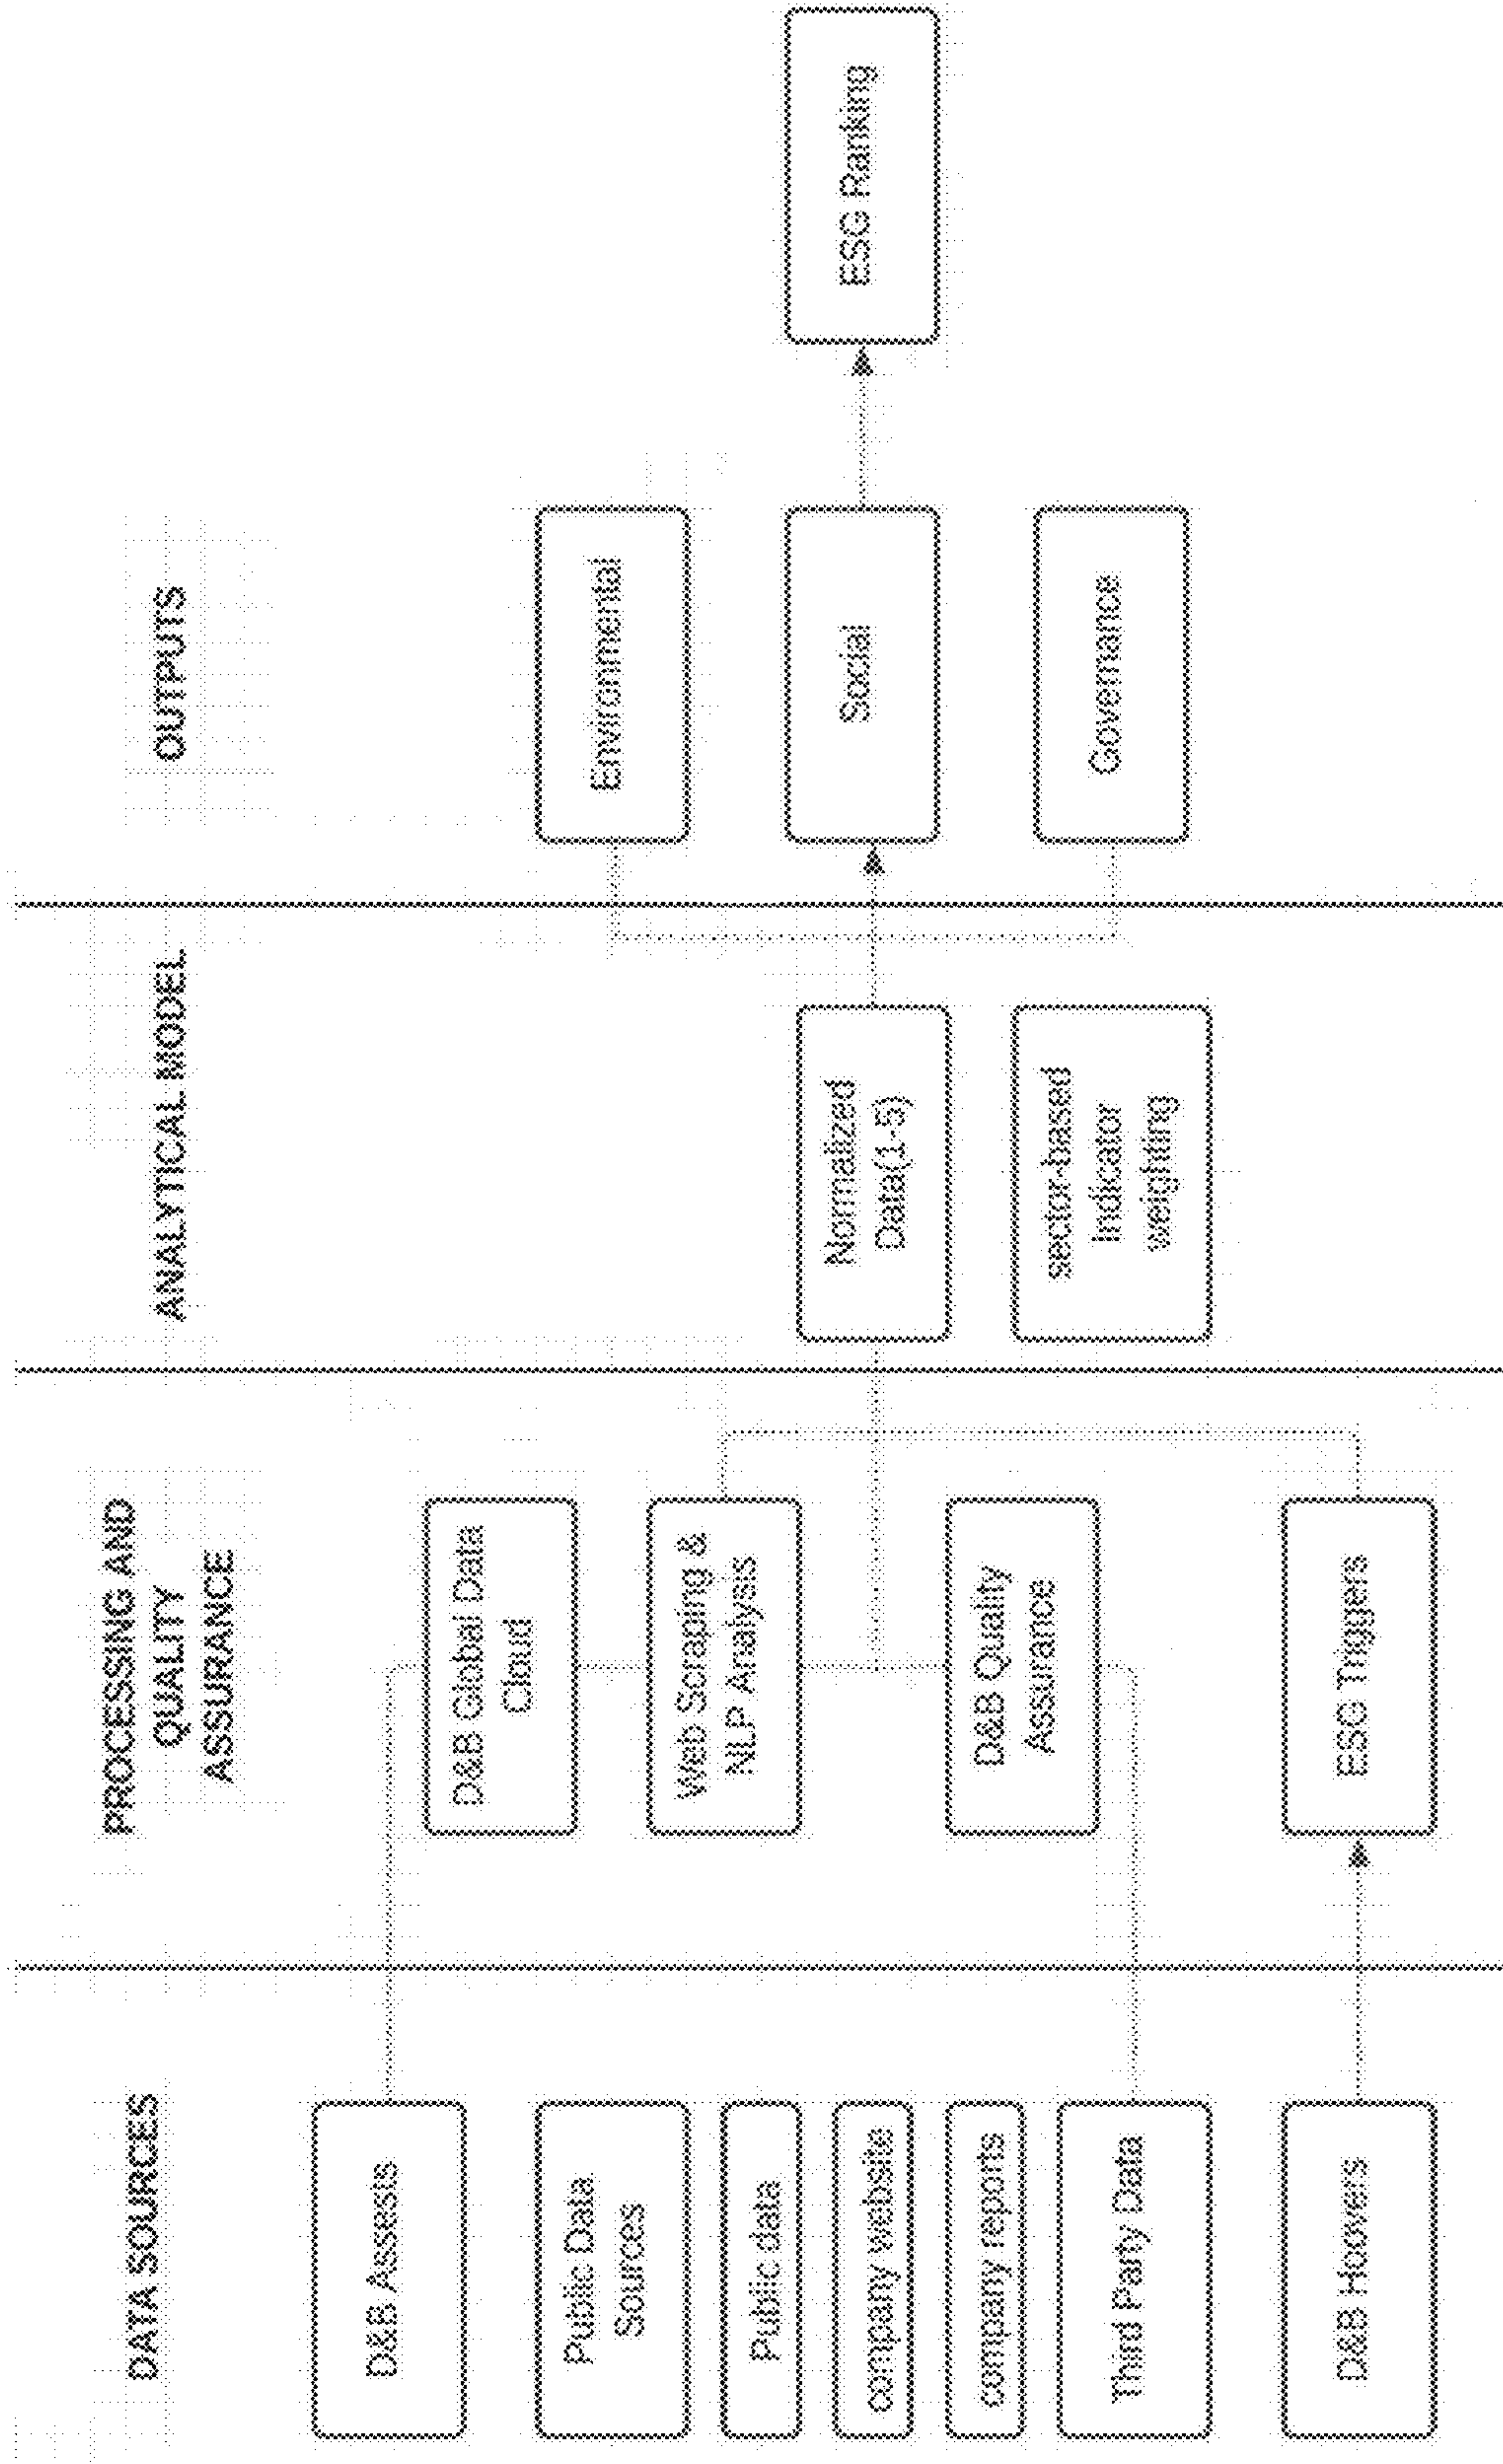 DATA SOURCES
D&B Assests
Public Data
Sources
Public data
company website
company reports
Third Party Data
D&B Hoovers
PROCESSING AND
QUALITY
ASSURANCE
D&B Global Data
Cloud
Web Scraping &
NLP Analysis
D&B Quality
Assurance
ESG Triggers
ANALYTICAL MODEL
Normalized
Data(1-5)
sector-based
Indicator
weighting
OUTPUTS
Environmental
Social
Governance
ESG Ranking